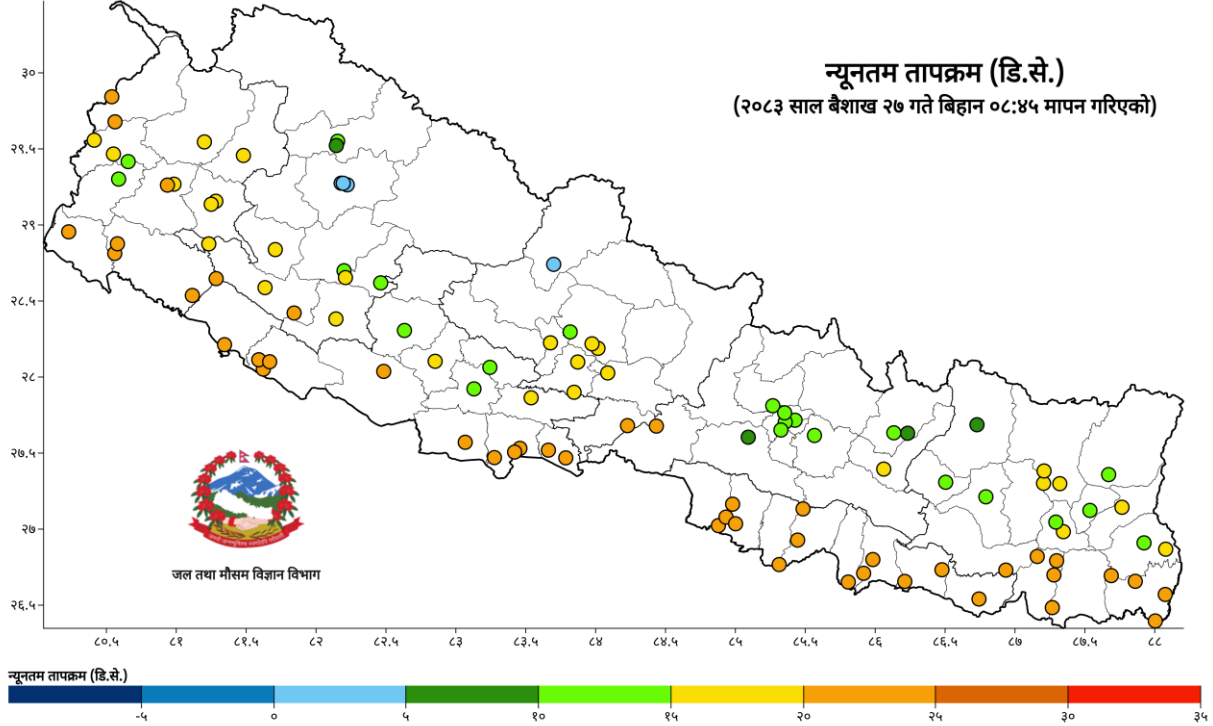 न्यूनतम तापक्रम (डि.से.)
(२०८३ साल बैशाख २७ गते बिहान ०८:४५ मापन गरिएको)
३०
२९.५
२९
२८.५
२८
२७.५
२७
२६.५
जल तथा मौसम विज्ञान विभाग
८०.५ ८१ ८१.५ ८२ ८२.५ ८३ ८३.५ ८४ ८४.५ ८५ ८५.५ ८६ ८६.५ ८७ ८७.५ ८८
न्यूनतम तापक्रम (डि.से.)
-५ ० ५ १० १५ २० २५ ३० ३५